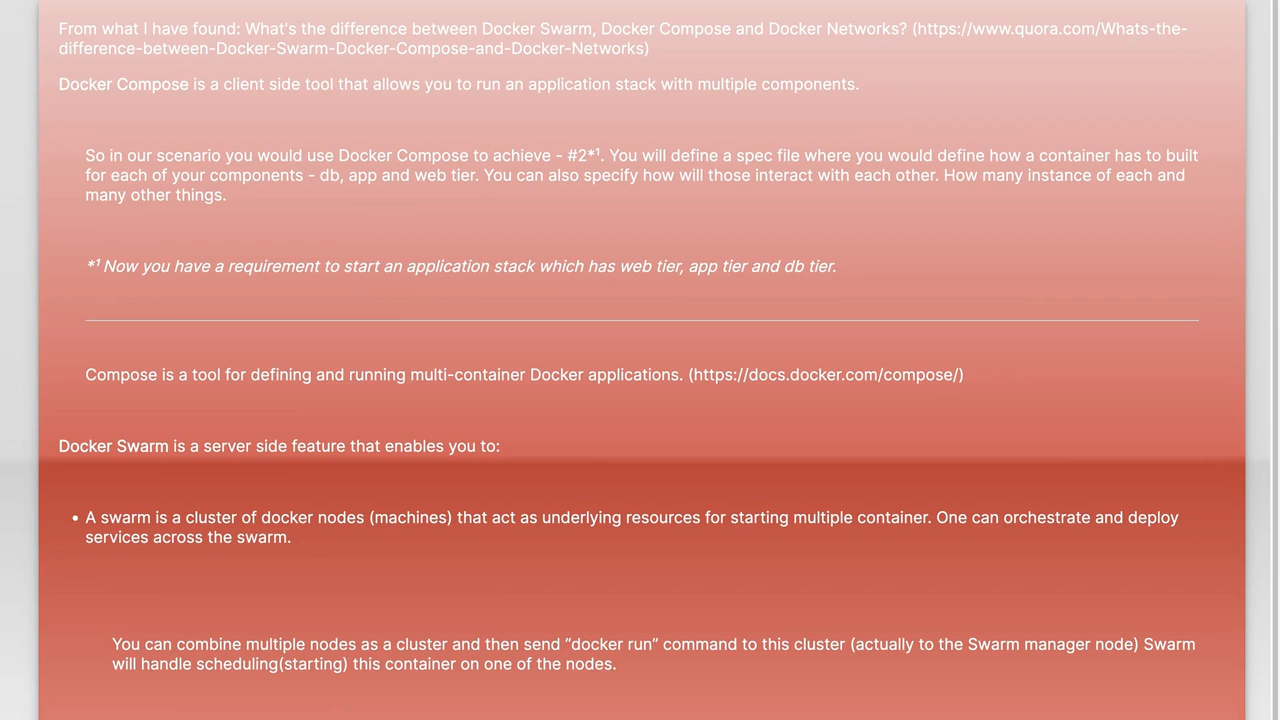 From what I have found: What's the difference between Docker Swarm, Docker Compose and Docker Networks? (https://www.quora.com/Whats-the-
difference-between-Docker-Swarm-Docker-Compose-and-Docker-Networks)
Docker Compose is a client side tool that allows you to run an application stack with multiple components.
So in our scenario you would use Docker Compose to achieve - #2*¹. You will define a spec file where you would define how a container has to built
for each of your components - db, app and web tier. You can also specify how will those interact with each other. How many instance of each and
many other things.
*¹ Now you have a requirement to start an application stack which has web tier, app tier and db tier.
Compose is a tool for defining and running multi-container Docker applications. (https://docs.docker.com/compose/)
Docker Swarm is a server side feature that enables you to:
• A swarm is a cluster of docker nodes (machines) that act as underlying resources for starting multiple container. One can orchestrate and deploy
services across the swarm.
You can combine multiple nodes as a cluster and then send “docker run” command to this cluster (actually to the Swarm manager node) Swarm
will handle scheduling(starting) this container on one of the nodes.